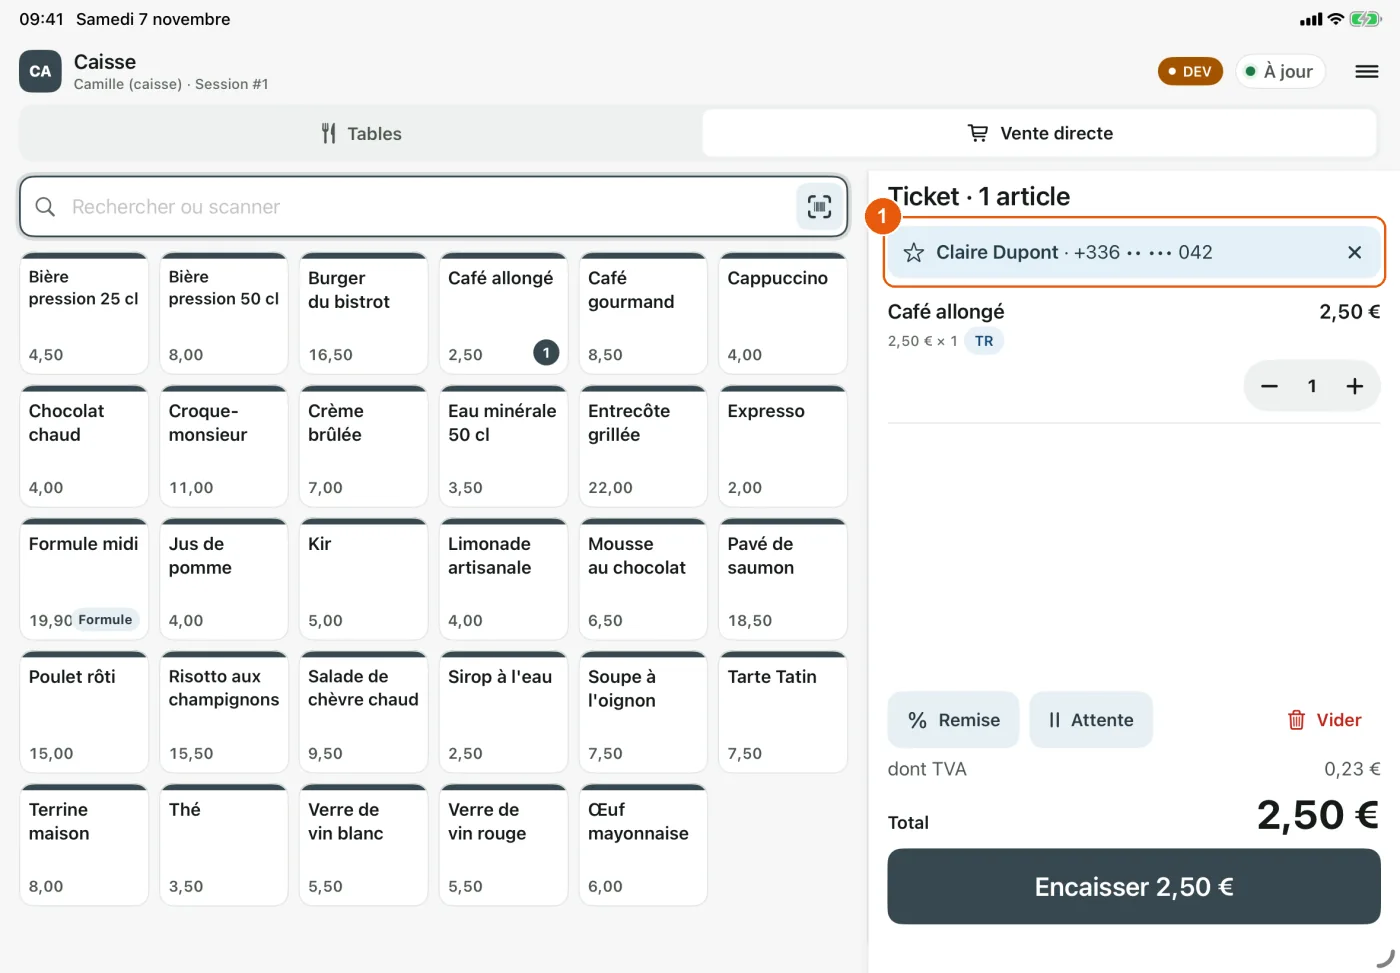 09:41 Samedi 7 novembre
CA
Caisse
Camille (caisse) · Session #1
DEV
À jour
Tables
Vente directe
Rechercher ou scanner
Bière
pression 25 cl
4,50
Bière
pression 50 cl
8,00
Burger
du bistrot
16,50
Café allongé
2,50
1
Café
gourmand
8,50
Cappuccino
4,00
Chocolat
chaud
4,00
Croque-
monsieur
11,00
Crème
brûlée
7,00
Eau minérale
50 cl
3,50
Entrecôte
grillée
22,00
Expresso
2,00
Formule midi
19,90
Formule
Jus de
pomme
4,00
Kir
5,00
Limonade
artisanale
4,00
Mousse
au chocolat
6,50
Pavé de
saumon
18,50
Poulet rôti
15,00
Risotto aux
champignons
15,50
Salade de
chèvre chaud
9,50
Sirop à l'eau
2,50
Soupe à
l'oignon
7,50
Tarte Tatin
7,50
Terrine
maison
8,00
Thé
3,50
Verre de
vin blanc
5,50
Verre de
vin rouge
5,50
Œuf
mayonnaise
6,00
Ticket · 1 article
1
Claire Dupont · +336 •• ••• 042
Café allongé 2,50 €
2,50 € × 1 TR
− 1 +
% Remise
Attente
Vider
dont TVA 0,23 €
Total 2,50 €
Encaisser 2,50 €